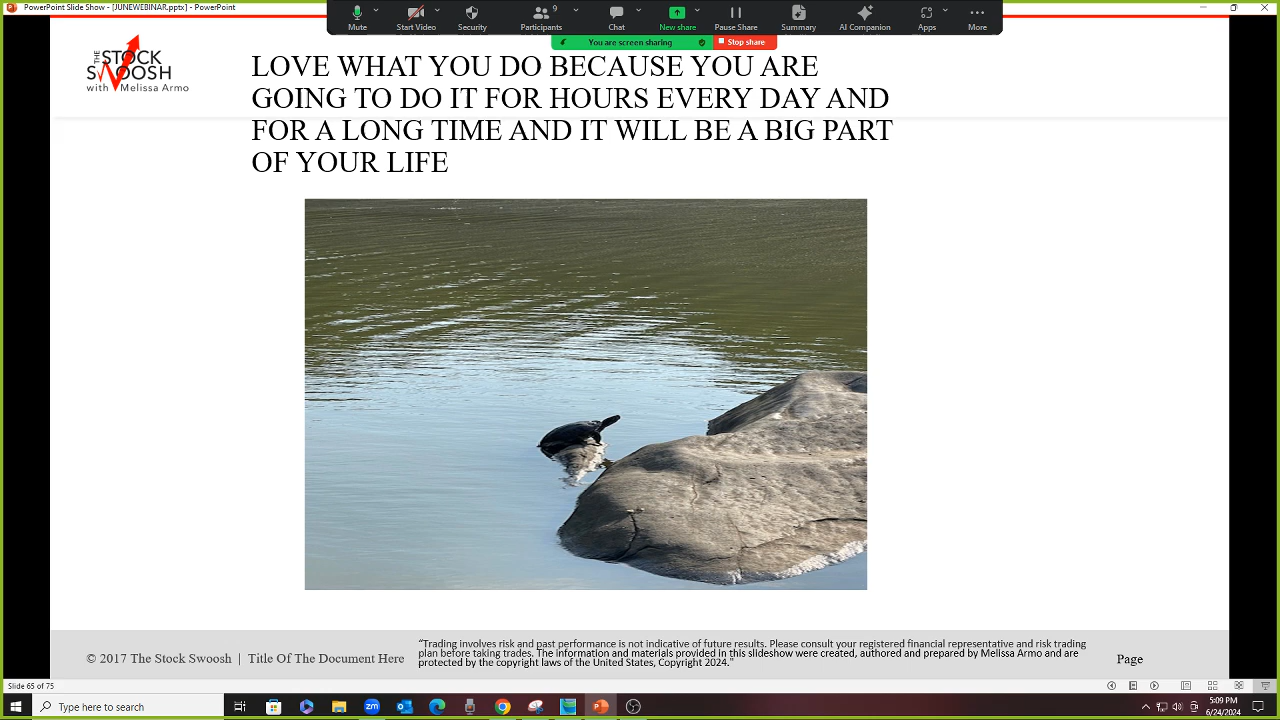 PowerPoint Slide Show - [JUNEWEBINAR.pptx] - PowerPoint
Mute
Start Video
Security
9
Participants
Chat
New share
Pause Share
Summary
AI Companion
Apps
More
You are screen sharing
Stop share
THE STOCK
SWOOSH
with Melissa Armo
LOVE WHAT YOU DO BECAUSE YOU ARE
GOING TO DO IT FOR HOURS EVERY DAY AND
FOR A LONG TIME AND IT WILL BE A BIG PART
OF YOUR LIFE
© 2017 The Stock Swoosh | Title Of The Document Here
"Trading involves risk and past performance is not indicative of future results. Please consult your registered financial representative and risk trading
plan before taking trades. The information and materials provided in this slideshow were created, authored and prepared by Melissa Armo and are
protected by the copyright laws of the United States, Copyright 2024."
Page
Slide 65 of 75
Type here to search
5:09 PM
6/24/2024